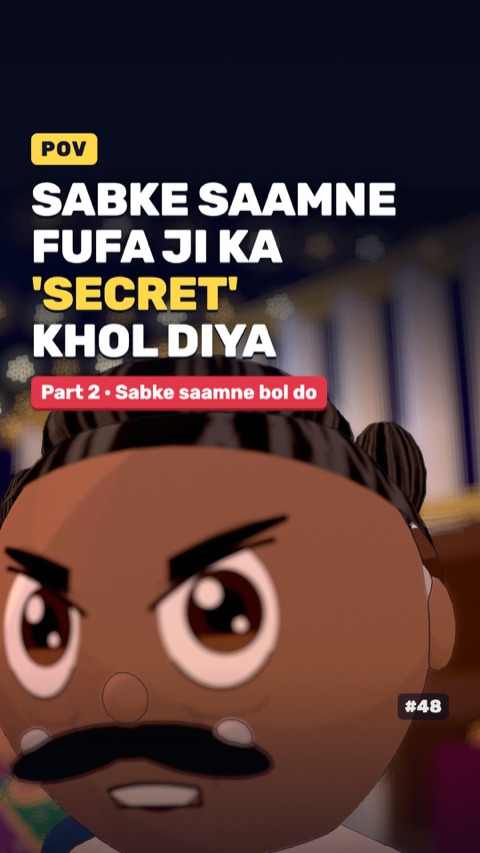 POV
SABKE SAAMNE
FUFA JI KA
'SECRET'
KHOL DIYA
Part 2 • Sabke saamne bol do
#48